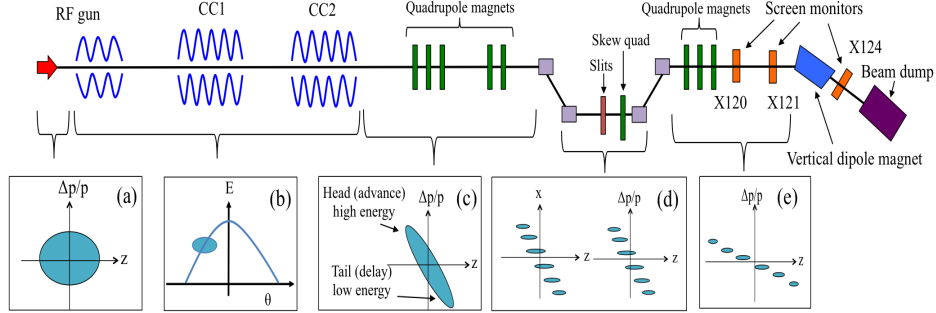 RF gun
CC1
CC2
Quadrupole magnets
Skew quad
Slits
Quadrupole magnets
Screen monitors
X124
Beam dump
X120
X121
Vertical dipole magnet
Δp/p
(a)
z
E
(b)
θ
Head (advance)
high energy
Δp/p
(c)
z
Tail (delay)
low energy
x
z
Δp/p
(d)
z
Δp/p
(e)
z